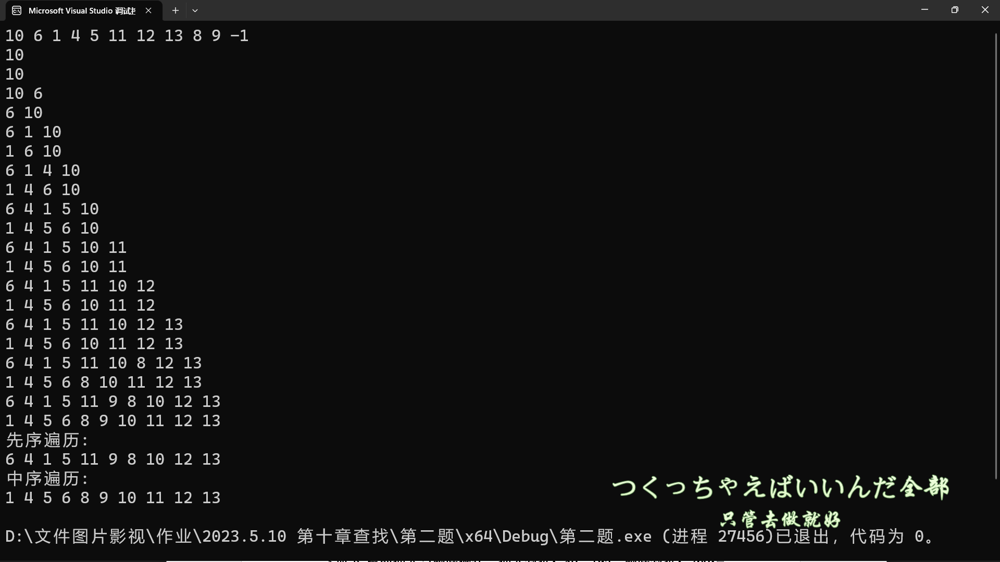 Microsoft Visual Studio 调试
10 6 1 4 5 11 12 13 8 9 -1
10
10
10 6
6 10
6 1 10
1 6 10
6 1 4 10
1 4 6 10
6 4 1 5 10
1 4 5 6 10
6 4 1 5 10 11
1 4 5 6 10 11
6 4 1 5 11 10 12
1 4 5 6 10 11 12
6 4 1 5 11 10 12 13
1 4 5 6 10 11 12 13
6 4 1 5 11 10 8 12 13
1 4 5 6 8 10 11 12 13
6 4 1 5 11 9 8 10 12 13
1 4 5 6 8 9 10 11 12 13
先序遍历:
6 4 1 5 11 9 8 10 12 13
中序遍历:
1 4 5 6 8 9 10 11 12 13
つくっちゃえばいいんだ全部
只管去做就好
D:\文件图片影视\作业\2023.5.10 第十章查找\第二题\x64\Debug\第二题.exe (进程 27456)已退出，代码为 0。